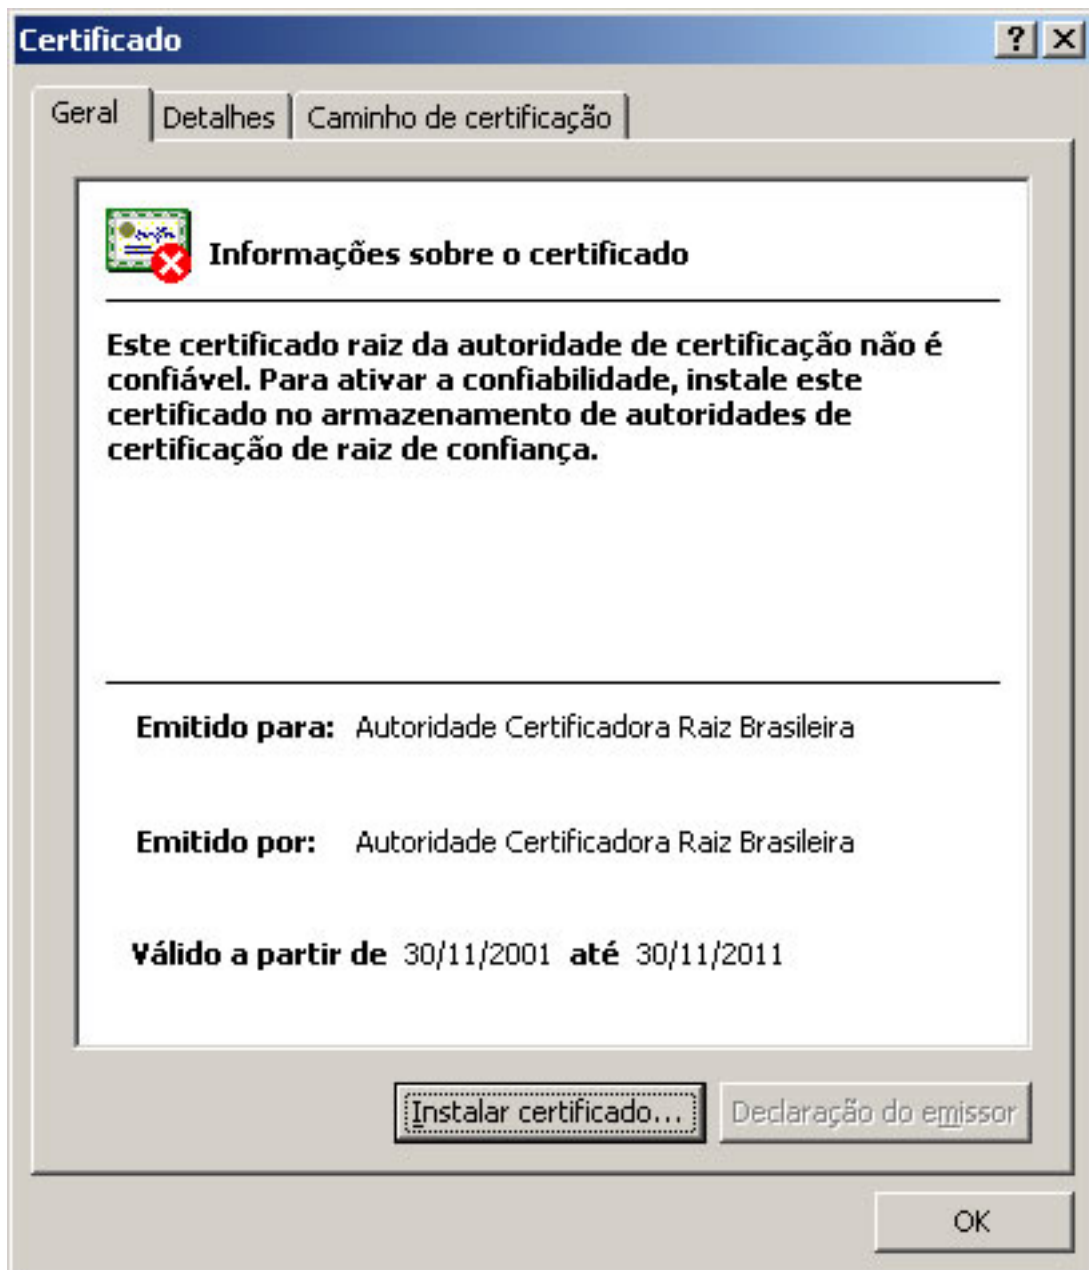 Certificado
Geral Detalhes Caminho de certificação
Informações sobre o certificado
Este certificado raiz da autoridade de certificação não é
confiável. Para ativar a confiabilidade, instale este
certificado no armazenamento de autoridades de
certificação de raiz de confiança.
Emitido para: Autoridade Certificadora Raiz Brasileira
Emitido por: Autoridade Certificadora Raiz Brasileira
Válido a partir de 30/11/2001 até 30/11/2011
Instalar certificado... Declaração do emissor
OK